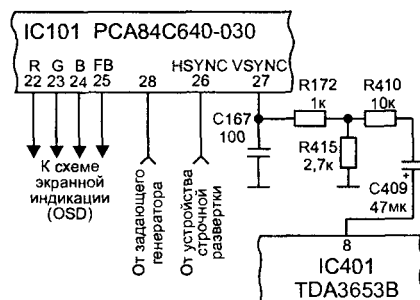 IC101 PCA84C640-030
R G B FB HSYNC VSYNC
22 23 24 25 28 26 27
R172
1к
R410
10к
C167
100
R415
2,7к
C409
47мк
+
К схеме
экранной
индикации
(OSD)
От задающего
генератора
От устройства
строчной
развертки
8
IC401
TDA3653B